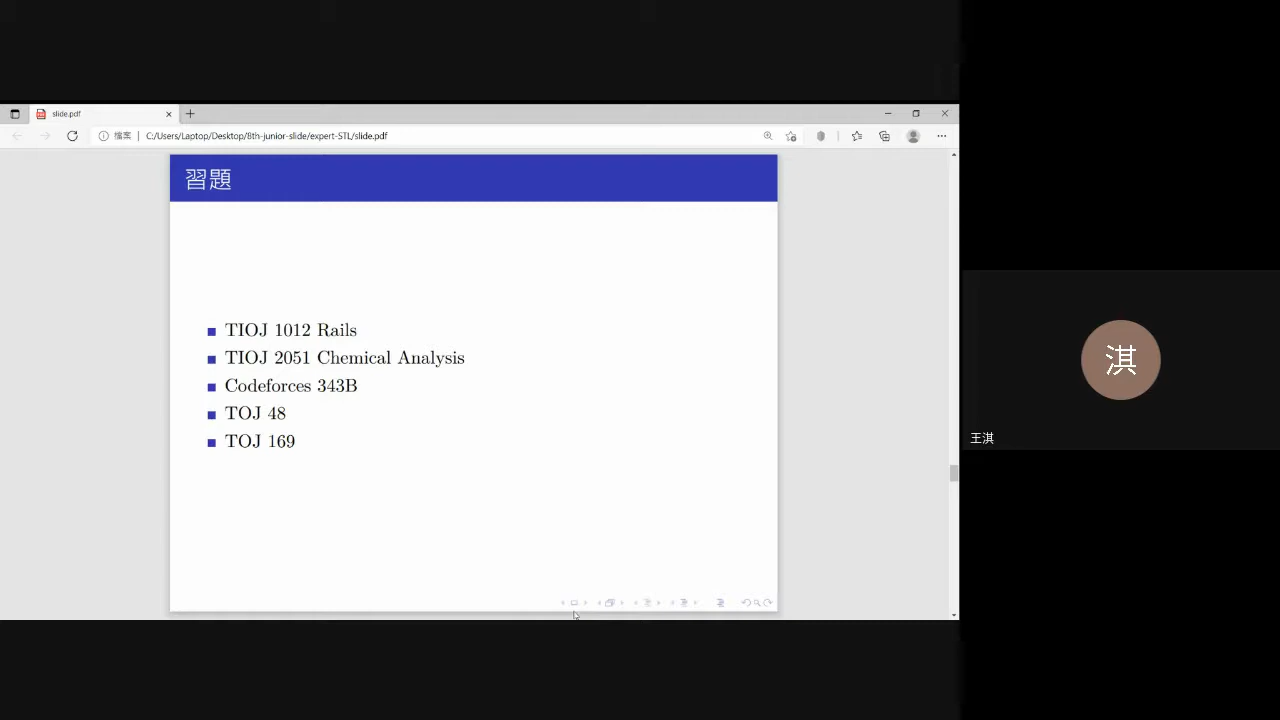 slide.pdf
檔案 | C:/Users/Laptop/Desktop/8th-junior-slide/expert-STL/slide.pdf
習題
TIOJ 1012 Rails
TIOJ 2051 Chemical Analysis
Codeforces 343B
TOJ 48
TOJ 169
淇
王淇